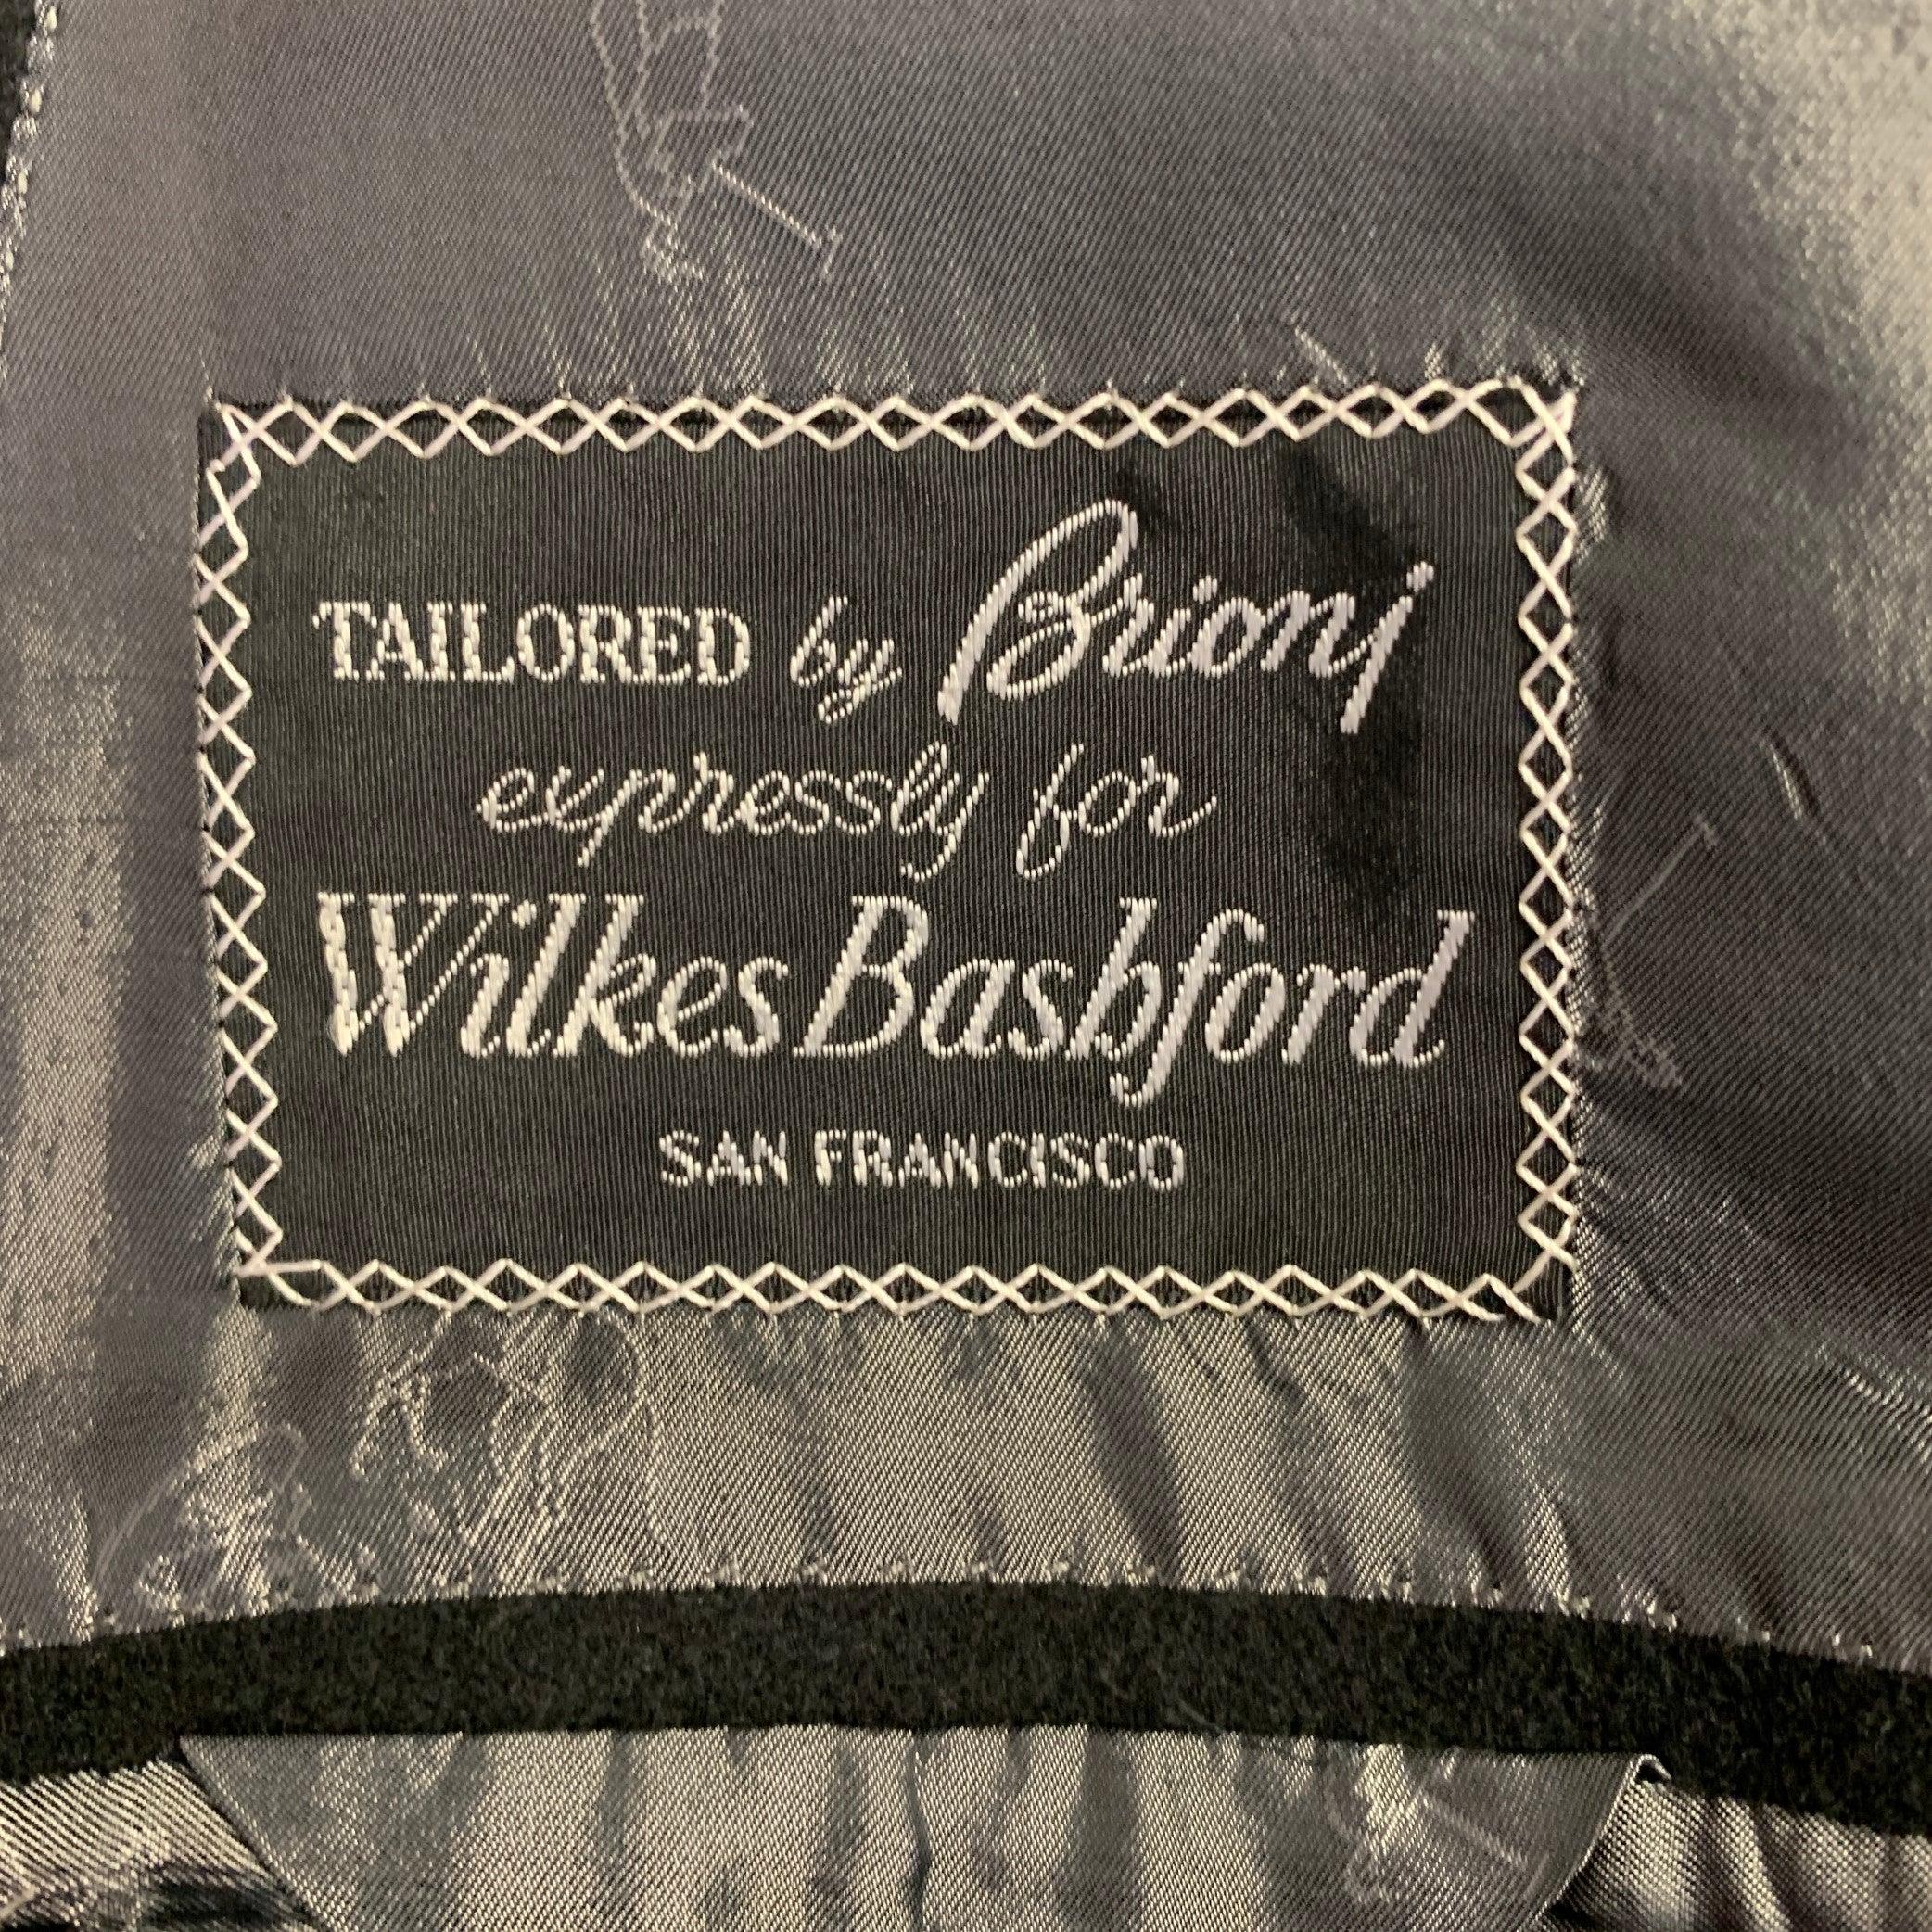 TAILORED by Brioni
expressly for
Wilkes Bashford
SAN FRANCISCO